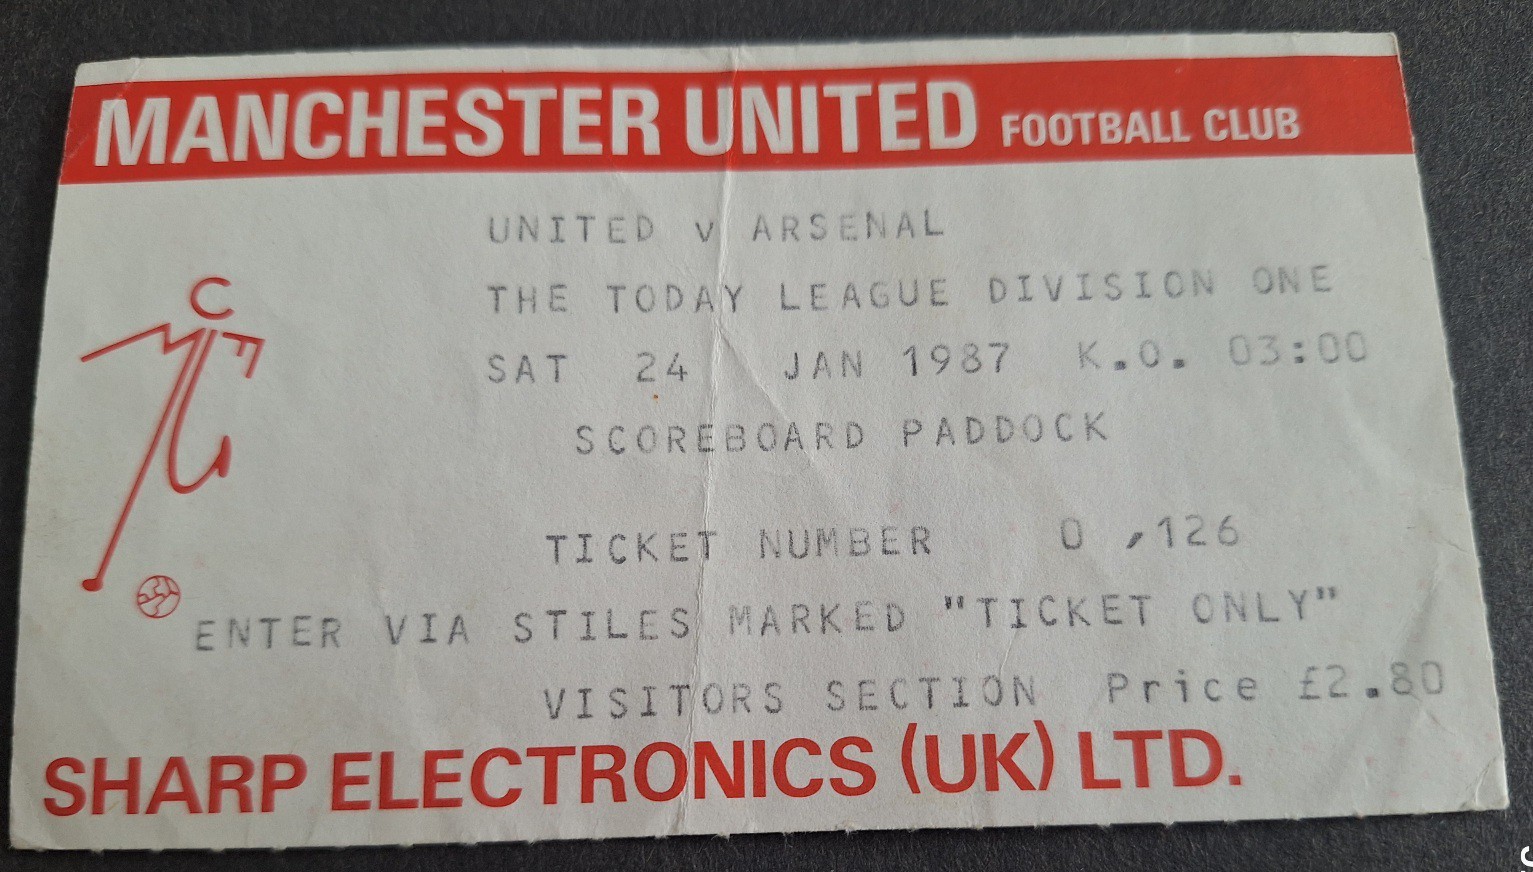 MANCHESTER UNITED FOOTBALL CLUB
UNITED v ARSENAL
THE TODAY LEAGUE DIVISION ONE
SAT 24 JAN 1987 K.O. 03:00
SCOREBOARD PADDOCK
TICKET NUMBER 0 ,126
ENTER VIA STILES MARKED "TICKET ONLY"
VISITORS SECTION Price £2.80
SHARP ELECTRONICS (UK) LTD.